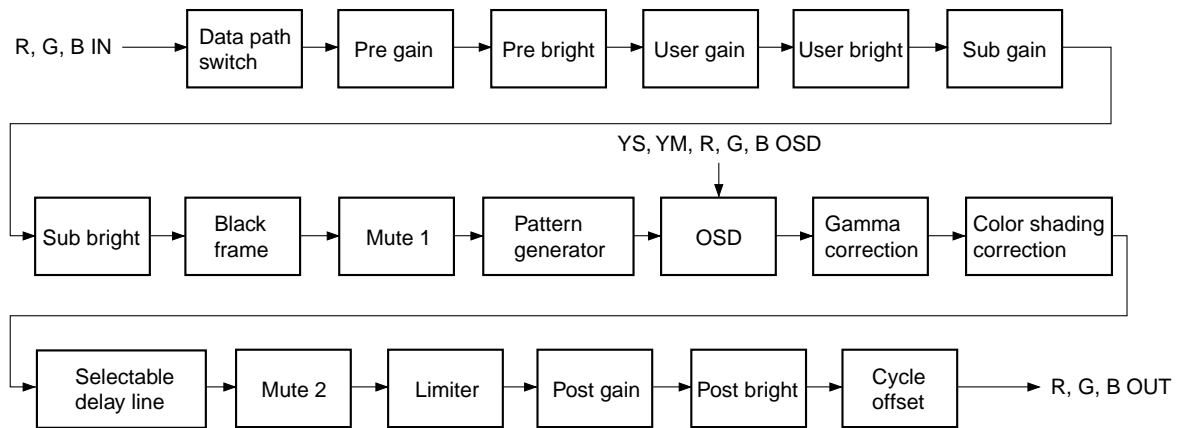 R, G, B IN
Data path
switch
Pre gain
Pre bright
User gain
User bright
Sub gain
YS, YM, R, G, B OSD
Sub bright
Black
frame
Mute 1
Pattern
generator
OSD
Gamma
correction
Color shading
correction
Selectable
delay line
Mute 2
Limiter
Post gain
Post bright
Cycle
offset
R, G, B OUT